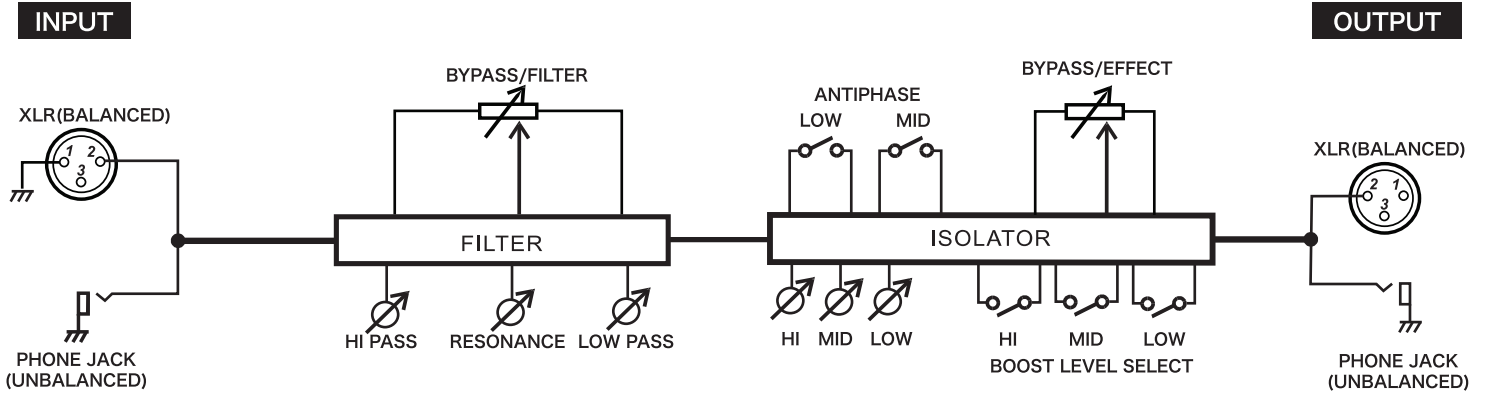 INPUT
OUTPUT
BYPASS/FILTER
BYPASS/EFFECT
ANTIPHASE
LOW MID
XLR(BALANCED)
1 2
3
XLR(BALANCED)
2 1
3
FILTER
ISOLATOR
HI PASS RESONANCE LOW PASS
HI MID LOW
HI MID LOW
BOOST LEVEL SELECT
PHONE JACK
(UNBALANCED)
PHONE JACK
(UNBALANCED)